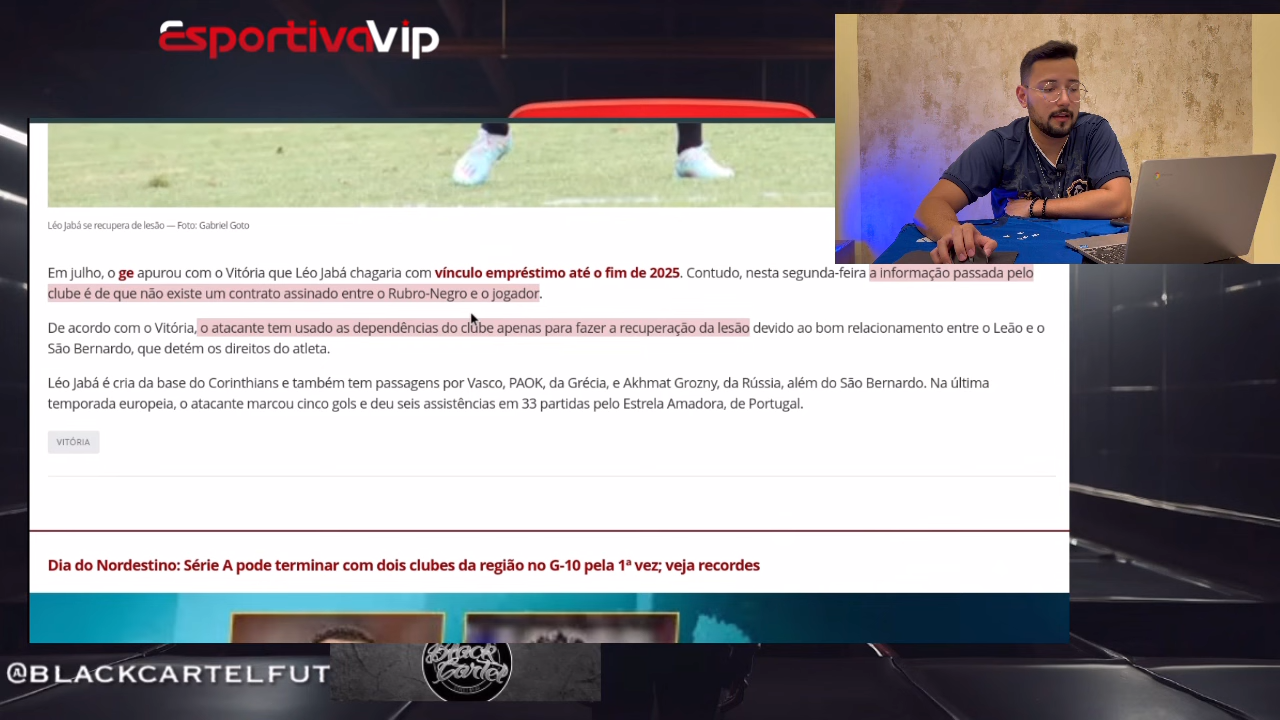 EsportivaVip
Léo Jabá se recupera de lesão — Foto: Gabriel Goto
Em julho, o ge apurou com o Vitória que Léo Jabá chagaria com vínculo empréstimo até o fim de 2025. Contudo, nesta segunda-feira a informação passada pelo
clube é de que não existe um contrato assinado entre o Rubro-Negro e o jogador.
De acordo com o Vitória, o atacante tem usado as dependências do clube apenas para fazer a recuperação da lesão devido ao bom relacionamento entre o Leão e o
São Bernardo, que detém os direitos do atleta.
Léo Jabá é cria da base do Corinthians e também tem passagens por Vasco, PAOK, da Grécia, e Akhmat Grozny, da Rússia, além do São Bernardo. Na última
temporada europeia, o atacante marcou cinco gols e deu seis assistências em 33 partidas pelo Estrela Amadora, de Portugal.
VITÓRIA
Dia do Nordestino: Série A pode terminar com dois clubes da região no G-10 pela 1ª vez; veja recordes
@BLACKCARTELFUT
Black
Cartel